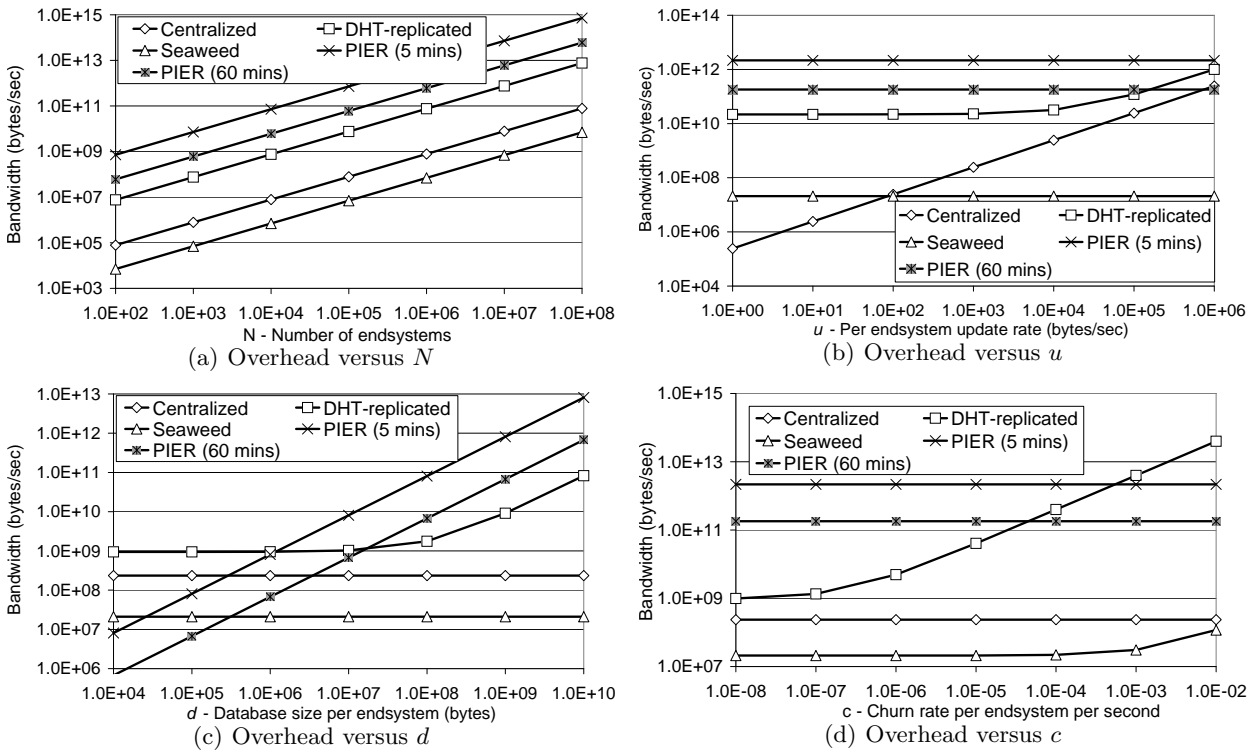 1.0E+15
1.0E+13
1.0E+11
1.0E+09
1.0E+07
1.0E+05
1.0E+03
Bandwidth (bytes/sec)
Centralized
DHT-replicated
Seaweed
PIER (5 mins)
PIER (60 mins)
1.0E+02 1.0E+03 1.0E+04 1.0E+05 1.0E+06 1.0E+07 1.0E+08
N - Number of endsystems
(a) Overhead versus N
1.0E+14
1.0E+12
1.0E+10
1.0E+08
1.0E+06
1.0E+04
Bandwidth (bytes/sec)
Centralized
DHT-replicated
Seaweed
PIER (5 mins)
PIER (60 mins)
1.0E+00 1.0E+01 1.0E+02 1.0E+03 1.0E+04 1.0E+05 1.0E+06
u - Per endsystem update rate (bytes/sec)
(b) Overhead versus u
1.0E+13
1.0E+12
1.0E+11
1.0E+10
1.0E+09
1.0E+08
1.0E+07
1.0E+06
Bandwidth (bytes/sec)
Centralized
DHT-replicated
Seaweed
PIER (5 mins)
PIER (60 mins)
1.0E+04 1.0E+05 1.0E+06 1.0E+07 1.0E+08 1.0E+09 1.0E+10
d - Database size per endsystem (bytes)
(c) Overhead versus d
1.0E+15
1.0E+13
1.0E+11
1.0E+09
1.0E+07
Bandwidth (bytes/sec)
Centralized
DHT-replicated
Seaweed
PIER (5 mins)
PIER (60 mins)
1.0E-08 1.0E-07 1.0E-06 1.0E-05 1.0E-04 1.0E-03 1.0E-02
c - Churn rate per endsystem per second
(d) Overhead versus c